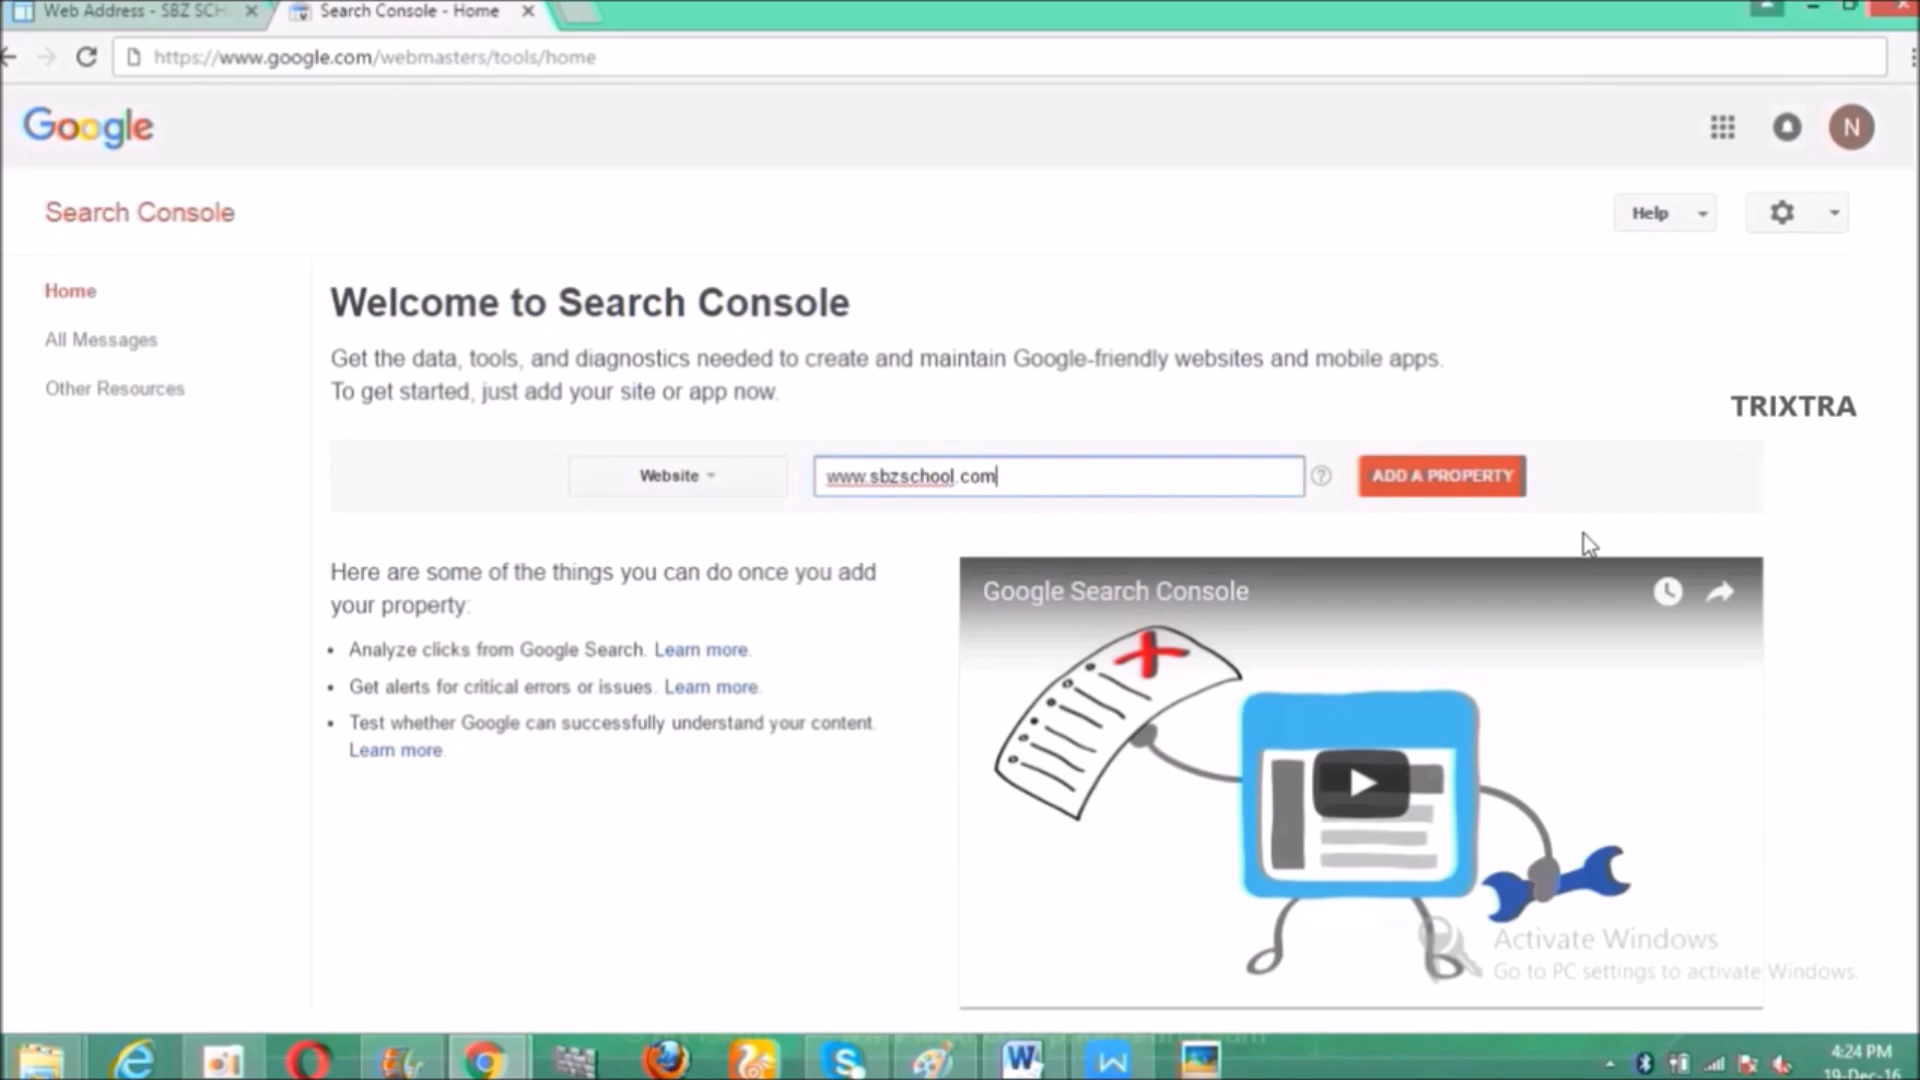 Web Address - SBZ SCH
Search Console - Home
https://www.google.com/webmasters/tools/home
Google
N
Search Console
Help
Home
All Messages
Other Resources
Welcome to Search Console
Get the data, tools, and diagnostics needed to create and maintain Google-friendly websites and mobile apps.
To get started, just add your site or app now.
TRIXTRA
Website
www.sbzschool.com
?
ADD A PROPERTY
Here are some of the things you can do once you add
your property:
Analyze clicks from Google Search. Learn more.
Get alerts for critical errors or issues. Learn more.
Test whether Google can successfully understand your content.
Learn more.
Google Search Console
Activate Windows
Go to PC settings to activate Windows.
4:24 PM
19-Dec-16